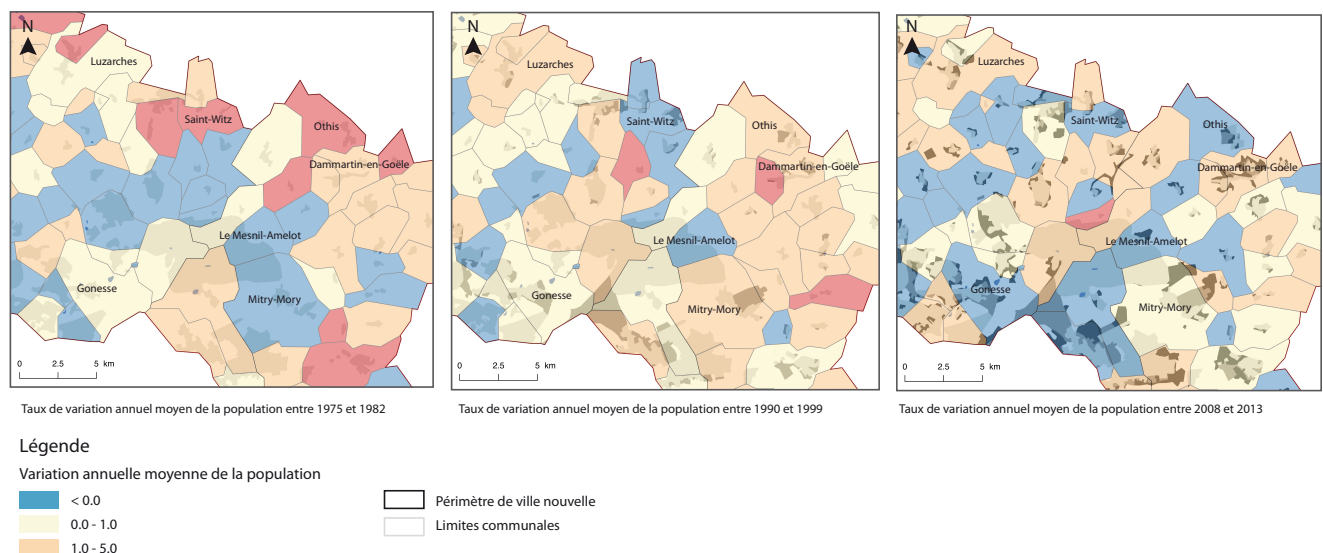 N
Luzarches
Saint-Witz
Othis
Dammartin-en-Goële
Le Mesnil-Amelot
Gonesse
Mitry-Mory
0 2.5 5 km
N
Luzarches
Saint-Witz
Othis
Dammartin-en-Goële
Le Mesnil-Amelot
Gonesse
Mitry-Mory
0 2.5 5 km
N
Luzarches
Saint-Witz
Othis
Dammartin-en-Goële
Le Mesnil-Amelot
Gonesse
Mitry-Mory
0 2.5 5 km
Taux de variation annuel moyen de la population entre 1975 et 1982
Taux de variation annuel moyen de la population entre 1990 et 1999
Taux de variation annuel moyen de la population entre 2008 et 2013
Légende
Variation annuelle moyenne de la population
< 0.0
0.0 - 1.0
1.0 - 5.0
Périmètre de ville nouvelle
Limites communales